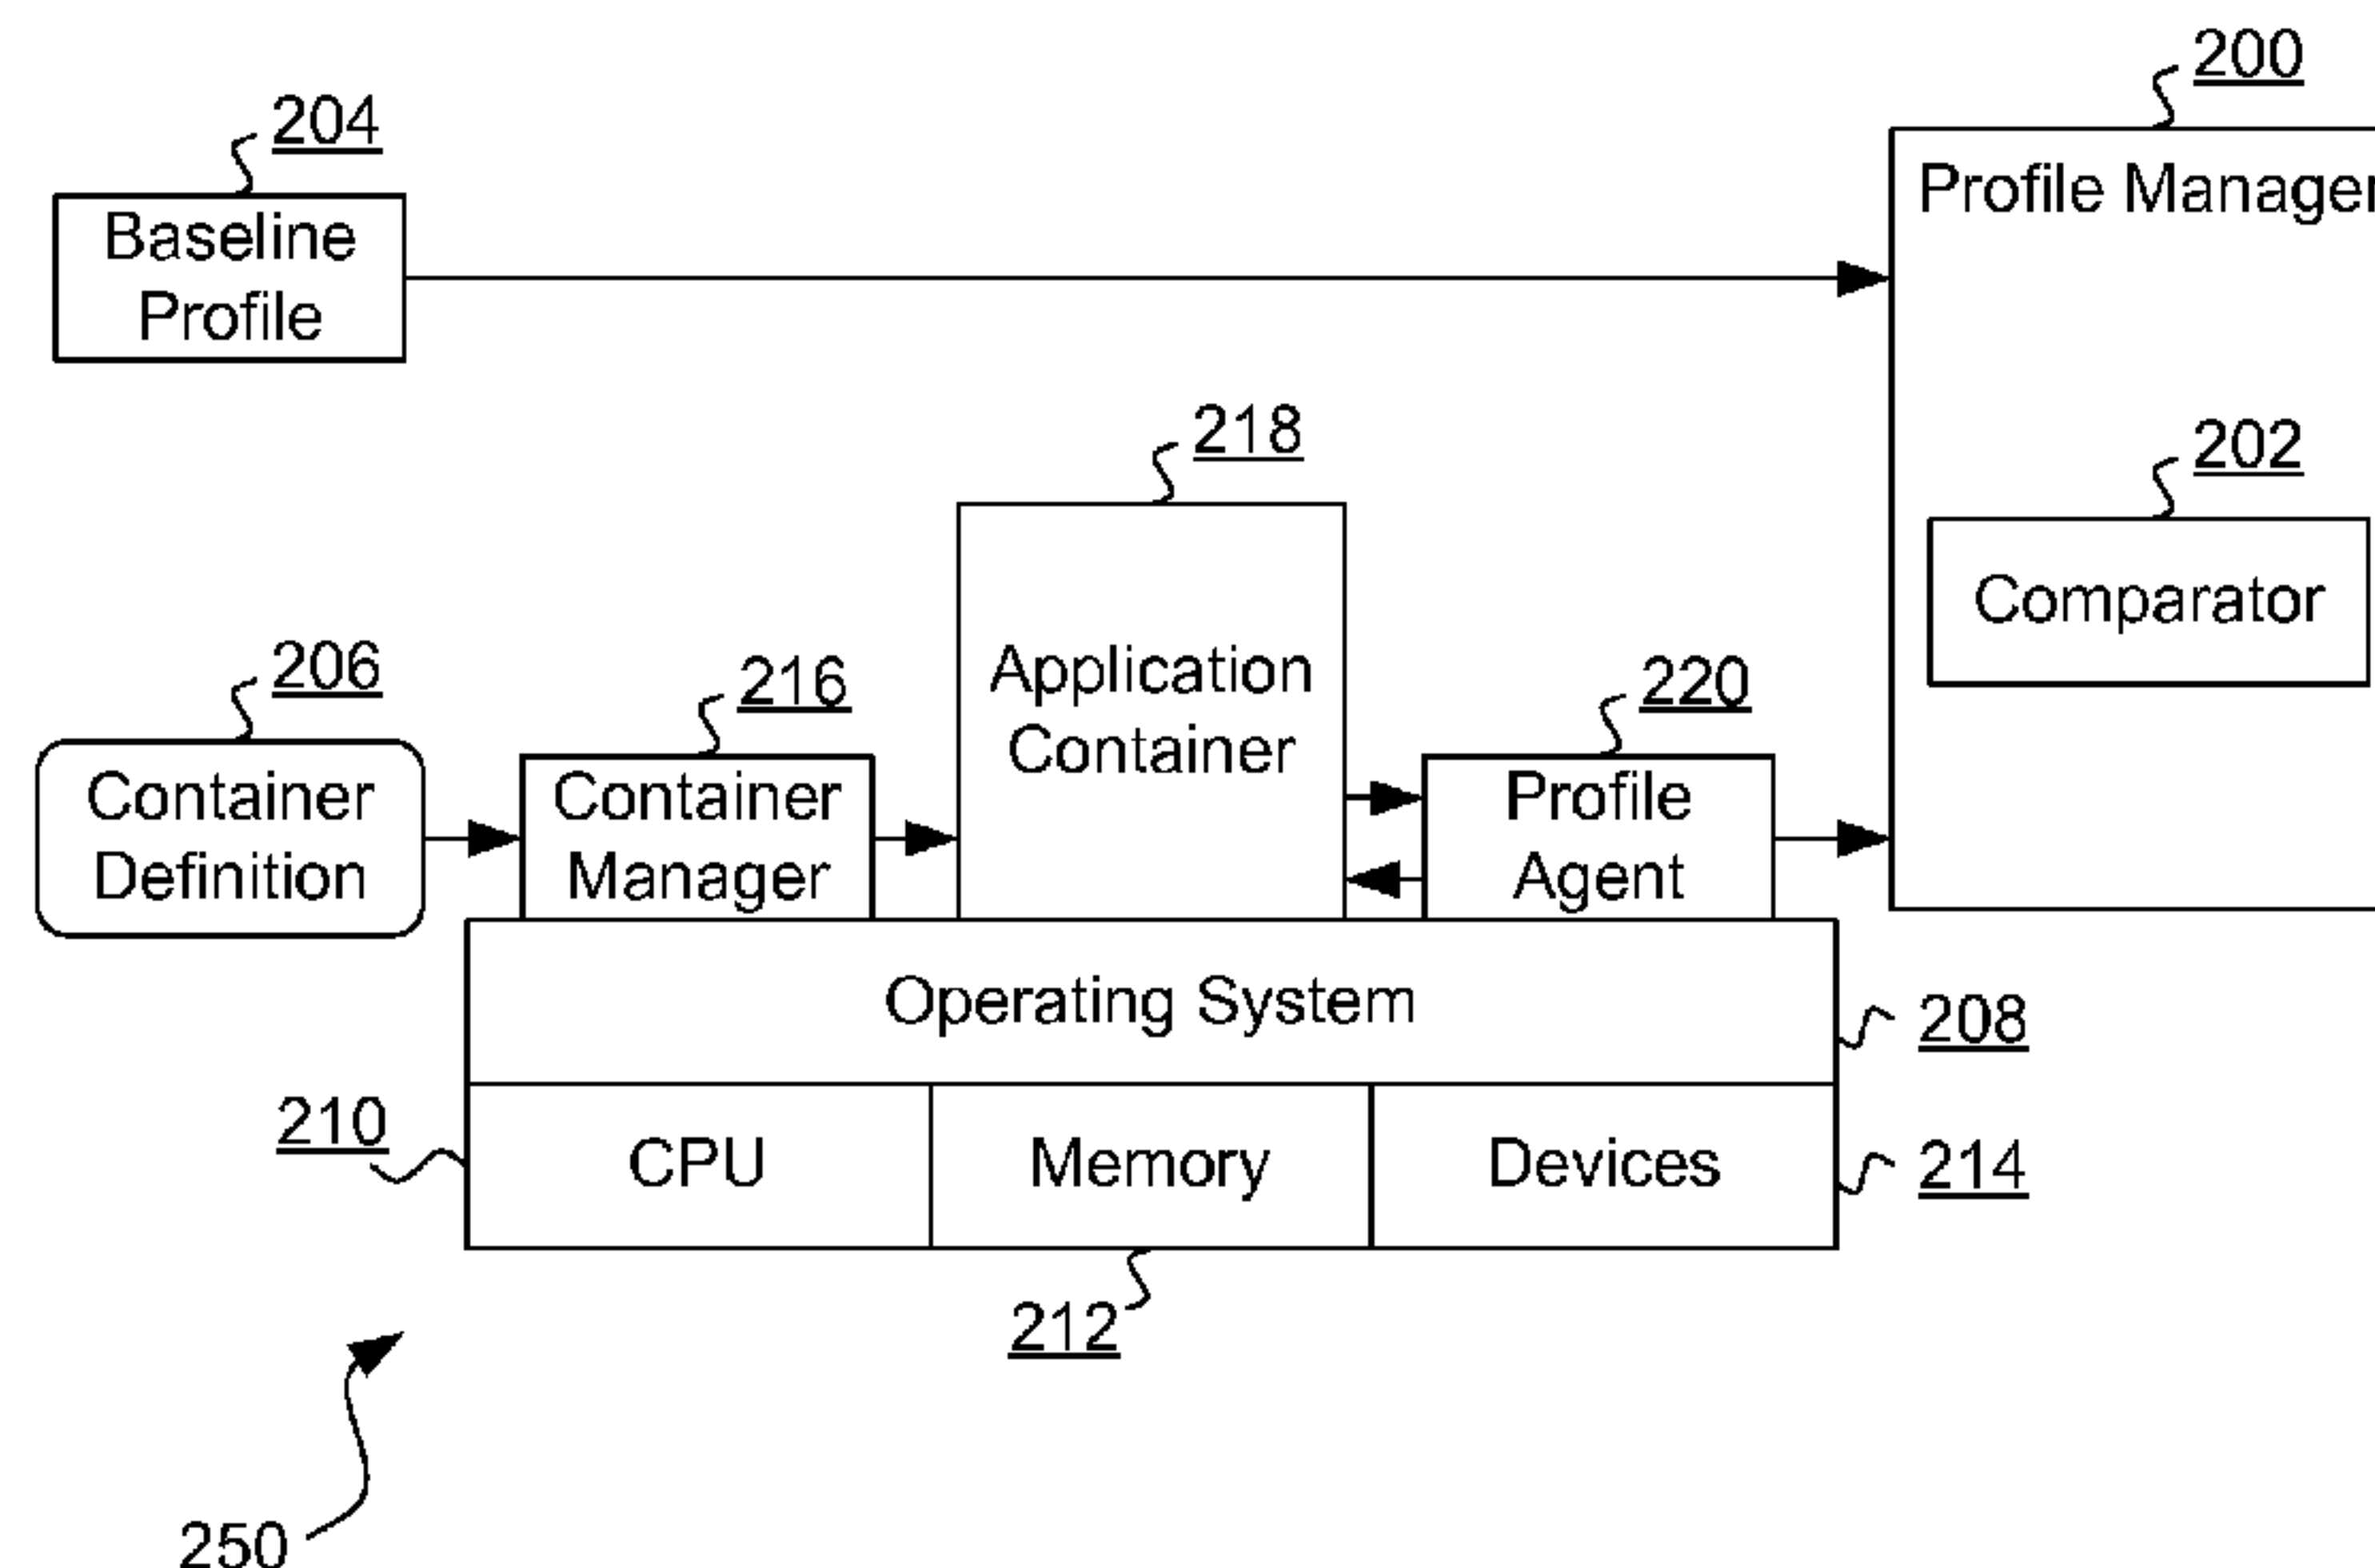 200
204
Profile Manager
Baseline
Profile
218
202
Comparator
206
216
Application
Container
220
Container
Definition
Container
Manager
Profile
Agent
Operating System
208
210
CPU
Memory
Devices
214
212
250